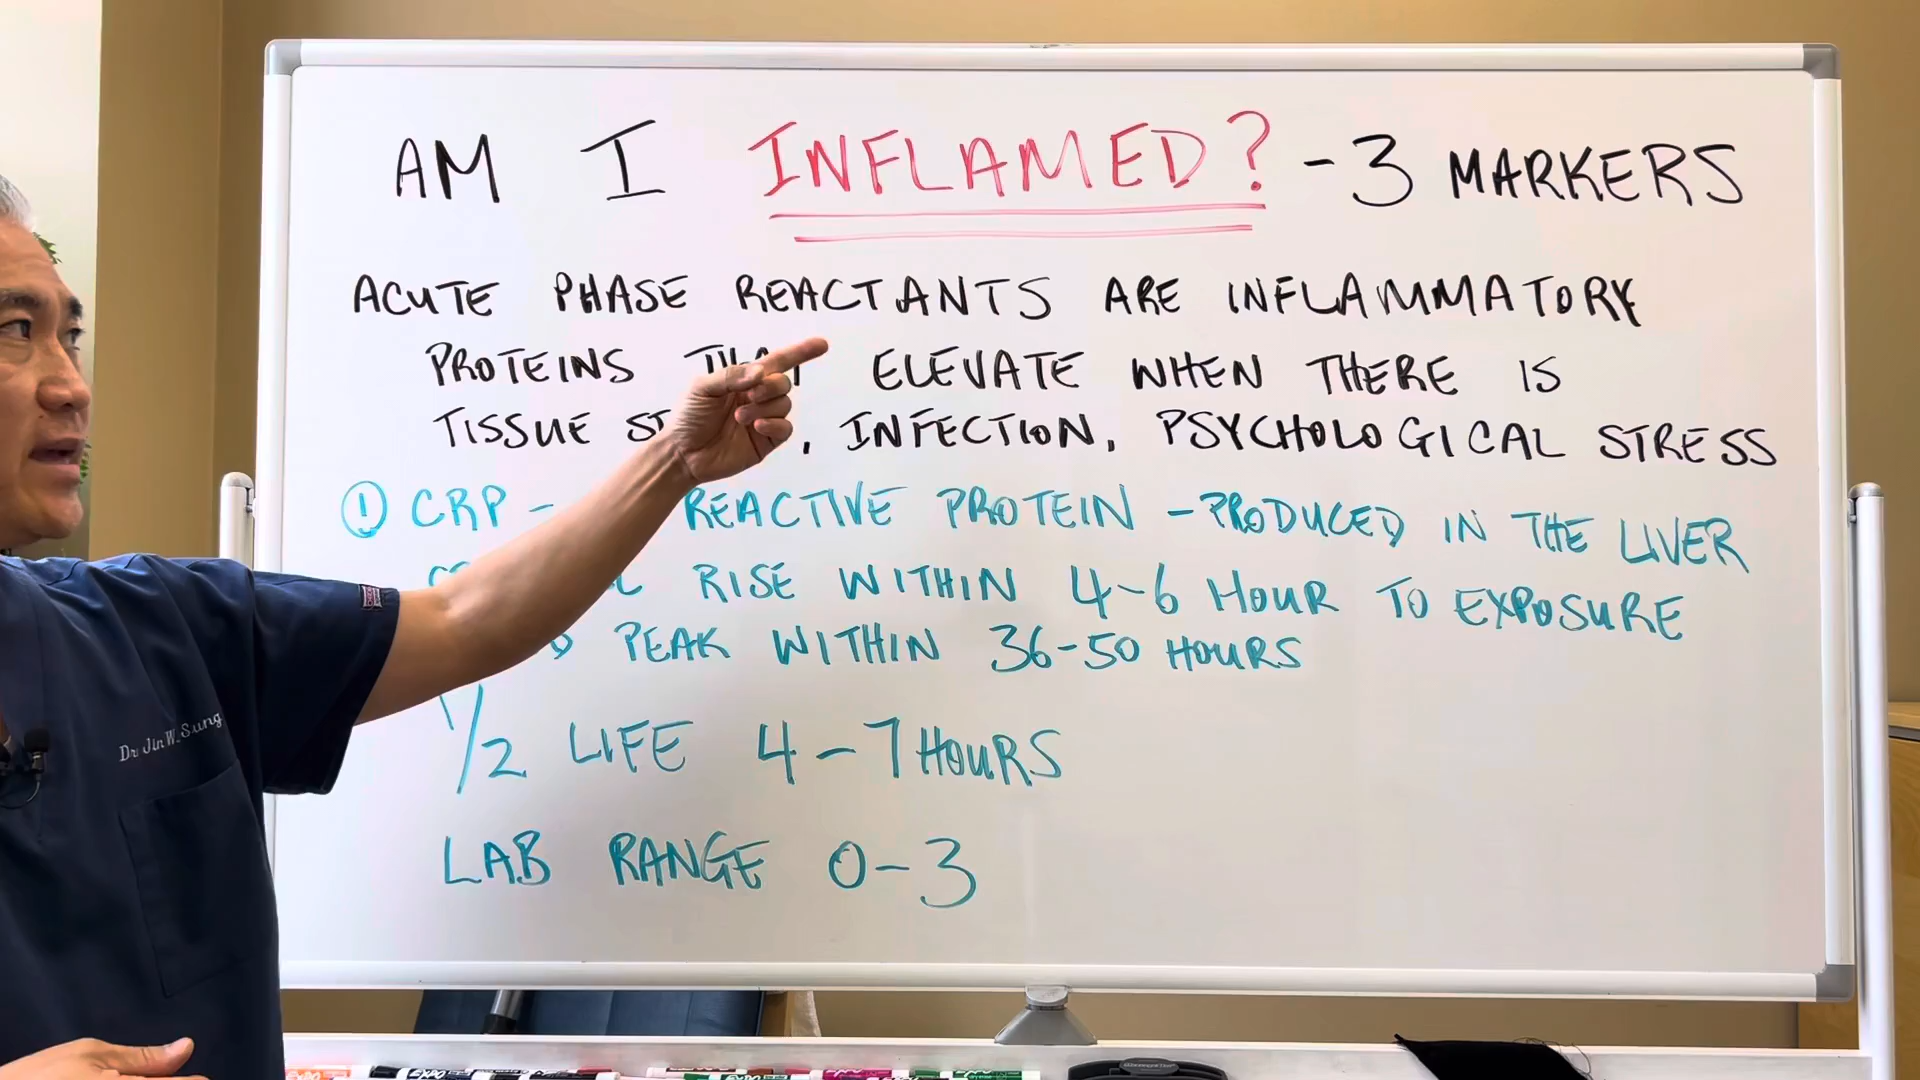 AM I INFLAMED? - 3 MARKERS
ACUTE PHASE REACTANTS ARE INFLAMMATORY
PROTEINS THAT ELEVATE WHEN THERE IS
TISSUE , INFECTION, PSYCHOLOGICAL STRESS
① CRP - REACTIVE PROTEIN - PRODUCED IN THE LIVER
RISE WITHIN 4-6 HOUR TO EXPOSURE
PEAK WITHIN 36-50 HOURS
1/2 LIFE 4-7 HOURS
LAB RANGE 0-3
Dr. Jin W. Sung
EXPO